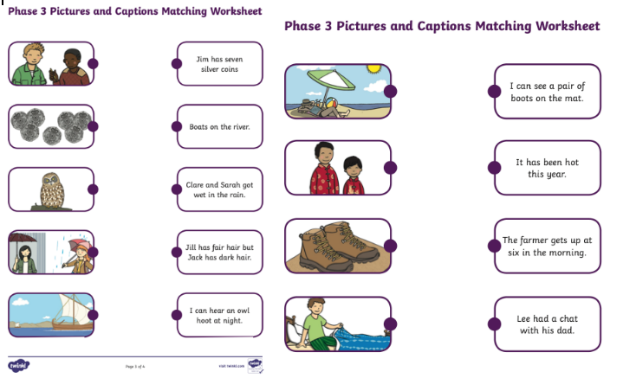 Phase 3 Pictures and Captions Matching Worksheet
Jim has seven
silver coins
Boats on the river.
Clare and Sarah got
wet in the rain.
Jill has fair hair but
Jack has dark hair.
I can hear an owl
hoot at night.
twinkl
Page 5 of 6
visit twinkl.com
Phase 3 Pictures and Captions Matching Worksheet
I can see a pair of
boots on the mat.
It has been hot
this year.
The farmer gets up at
six in the morning.
Lee had a chat
with his dad.